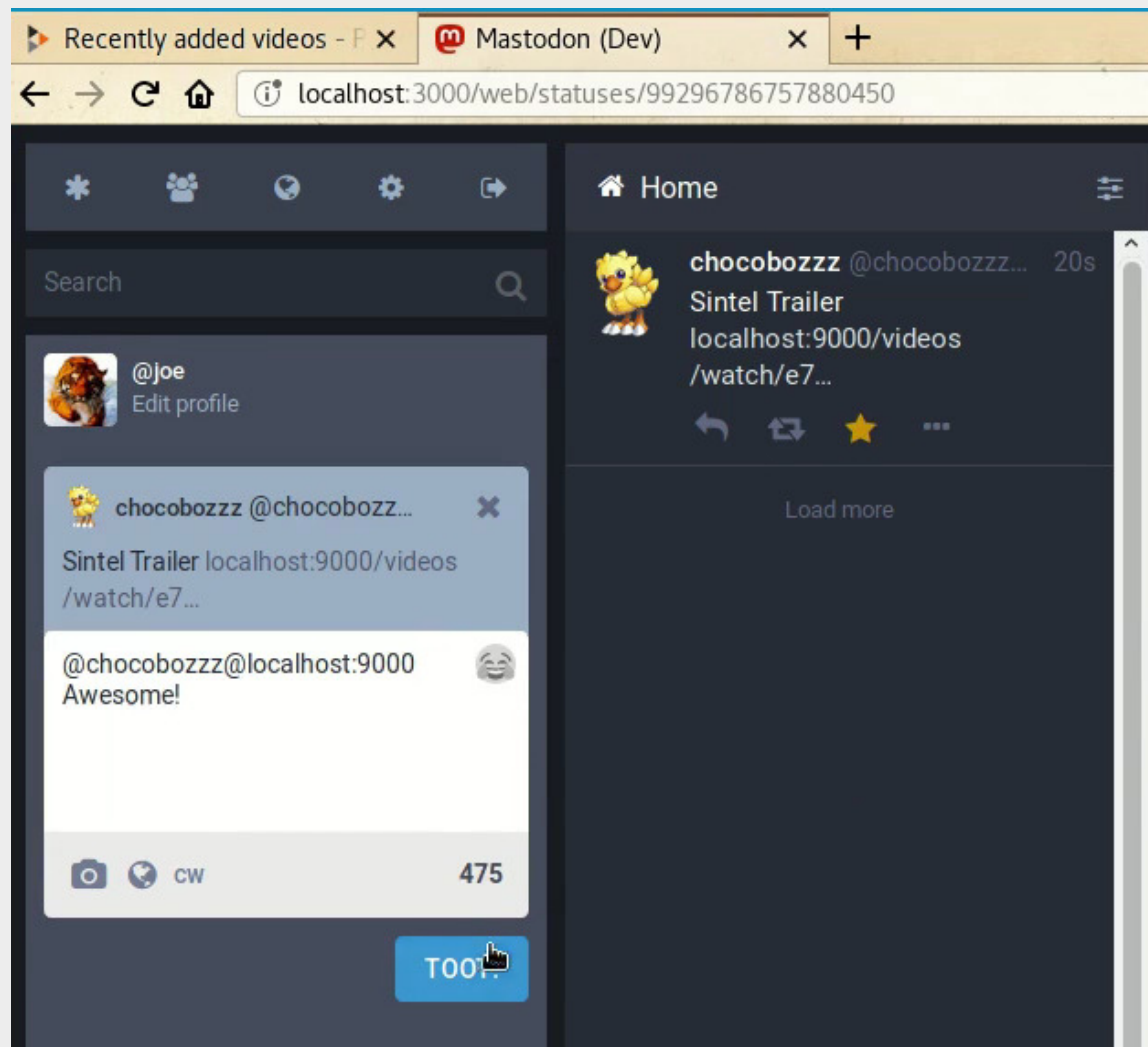 Recently added videos - P
Mastodon (Dev)
localhost:3000/web/statuses/99296786757880450
Search
@joe
Edit profile
chocobozzz @chocobozz...
Sintel Trailer localhost:9000/videos
/watch/e7...
@chocobozzz@localhost:9000
Awesome!
CW
475
Home
chocobozzz @chocobozzz... 20s
Sintel Trailer
localhost:9000/videos
/watch/e7...
Load more